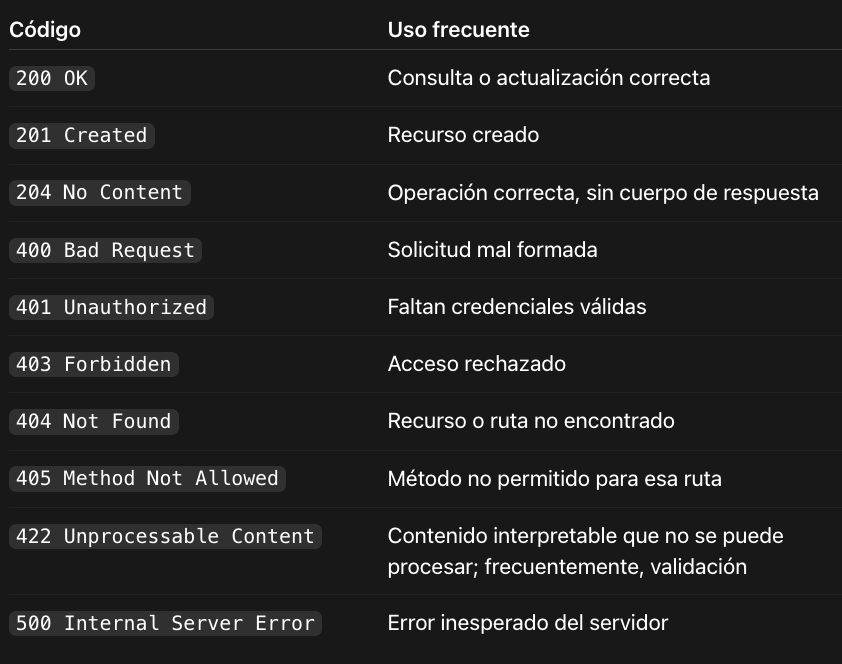 Código Uso frecuente
200 OK Consulta o actualización correcta
201 Created Recurso creado
204 No Content Operación correcta, sin cuerpo de respuesta
400 Bad Request Solicitud mal formada
401 Unauthorized Faltan credenciales válidas
403 Forbidden Acceso rechazado
404 Not Found Recurso o ruta no encontrado
405 Method Not Allowed Método no permitido para esa ruta
422 Unprocessable Content Contenido interpretable que no se puede
procesar; frecuentemente, validación
500 Internal Server Error Error inesperado del servidor